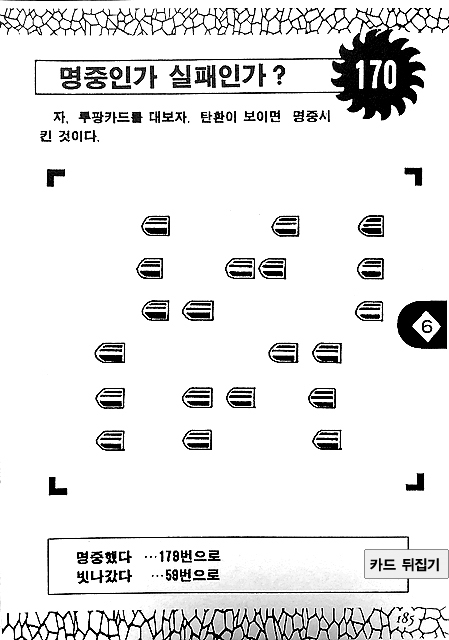 명중인가 실패인가?
170
자, 투광카드를 대보자. 탄환이 보이면 명중시
킨 것이다.
6
명중했다 …179번으로
빗나갔다 …59번으로
카드 뒤집기
185